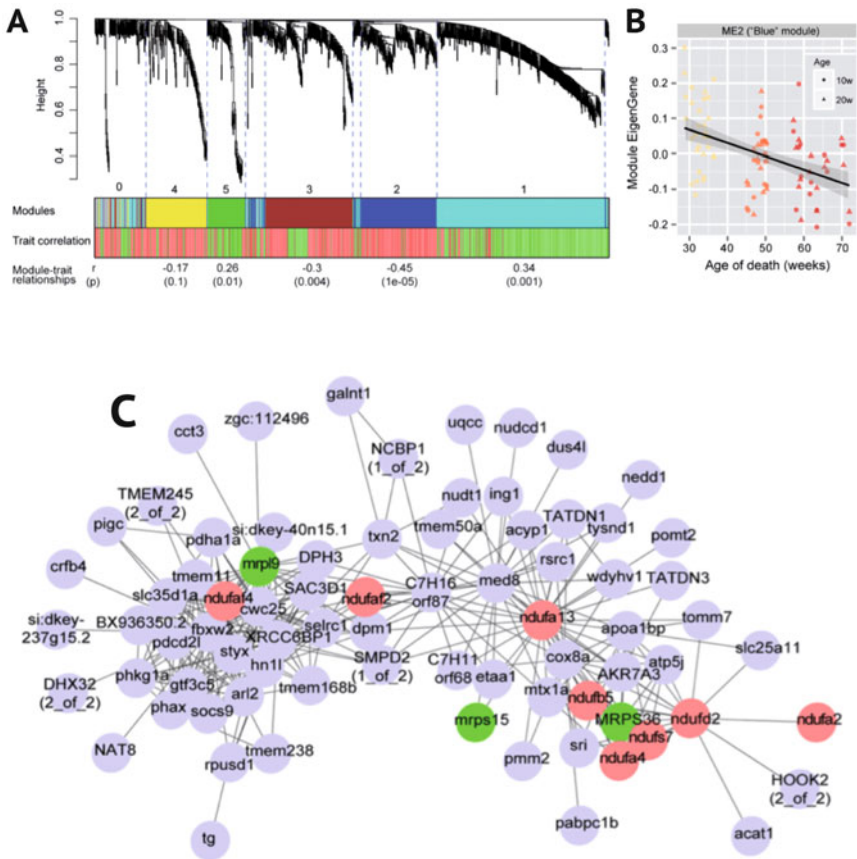 A
Height
1.0
0.8
0.6
0.4
0
4
5
3
2
1
Modules
Trait correlation
Module-trait
relationships
r
(p)
-0.17
(0.1)
0.26
(0.01)
-0.3
(0.004)
-0.45
(1e-05)
0.34
(0.001)
B
ME2 ("Blue" module)
Module EigenGene
0.3
0.2
0.1
0.0
-0.1
-0.2
Age
10w
20w
30
40
50
60
70
Age of death (weeks)
C
galnt1
cct3
zgc:112496
uqcc
nudcd1
NCBP1
(1_of_2)
dus4l
TMEM245
(2_of_2)
nudt1
ing1
nedd1
pigc
si:dkey-40n15.1
txn2
tmem50a
acyp1
TATDN1
tysnd1
pdha1a
pomt2
crfb4
tmem11
mrpl9
DPH3
rsrc1
wdyhv1
TATDN3
slc35d1a
ndufaf4
SAC3D1
ndufaf2
C7H16
orf87
med8
si:dkey-
237g15.2
BX936350.2
cwc25
fbxw2
XRCC6BP1
selrc1
dpm1
ndufa13
apoa1bp
tomm7
pdcd2l
styx
hn1l
SMPD2
(1_of_2)
C7H11
orf68
etaa1
cox8a
AKR7A3
atp5j
slc25a11
DHX32
(2_of_2)
phkg1a
gtf3c5
arl2
tmem168b
mtx1a
ndufb5
phax
socs9
mrps15
MRPS36
ndufd2
ndufa2
NAT8
rpusd1
tmem238
pmm2
sri
ndufs7
ndufa4
HOOK2
(2_of_2)
tg
pabpc1b
acat1